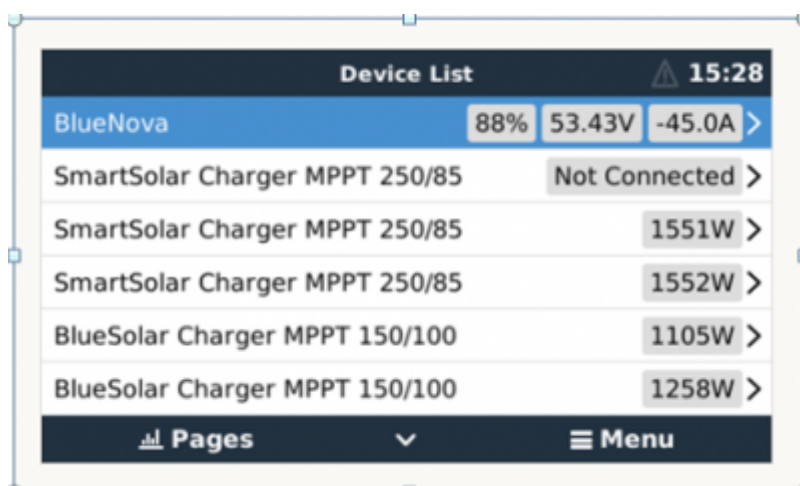 Device List 15:28
BlueNova 88% 53.43V -45.0A
SmartSolar Charger MPPT 250/85 Not Connected
SmartSolar Charger MPPT 250/85 1551W
SmartSolar Charger MPPT 250/85 1552W
BlueSolar Charger MPPT 150/100 1105W
BlueSolar Charger MPPT 150/100 1258W
Pages Menu